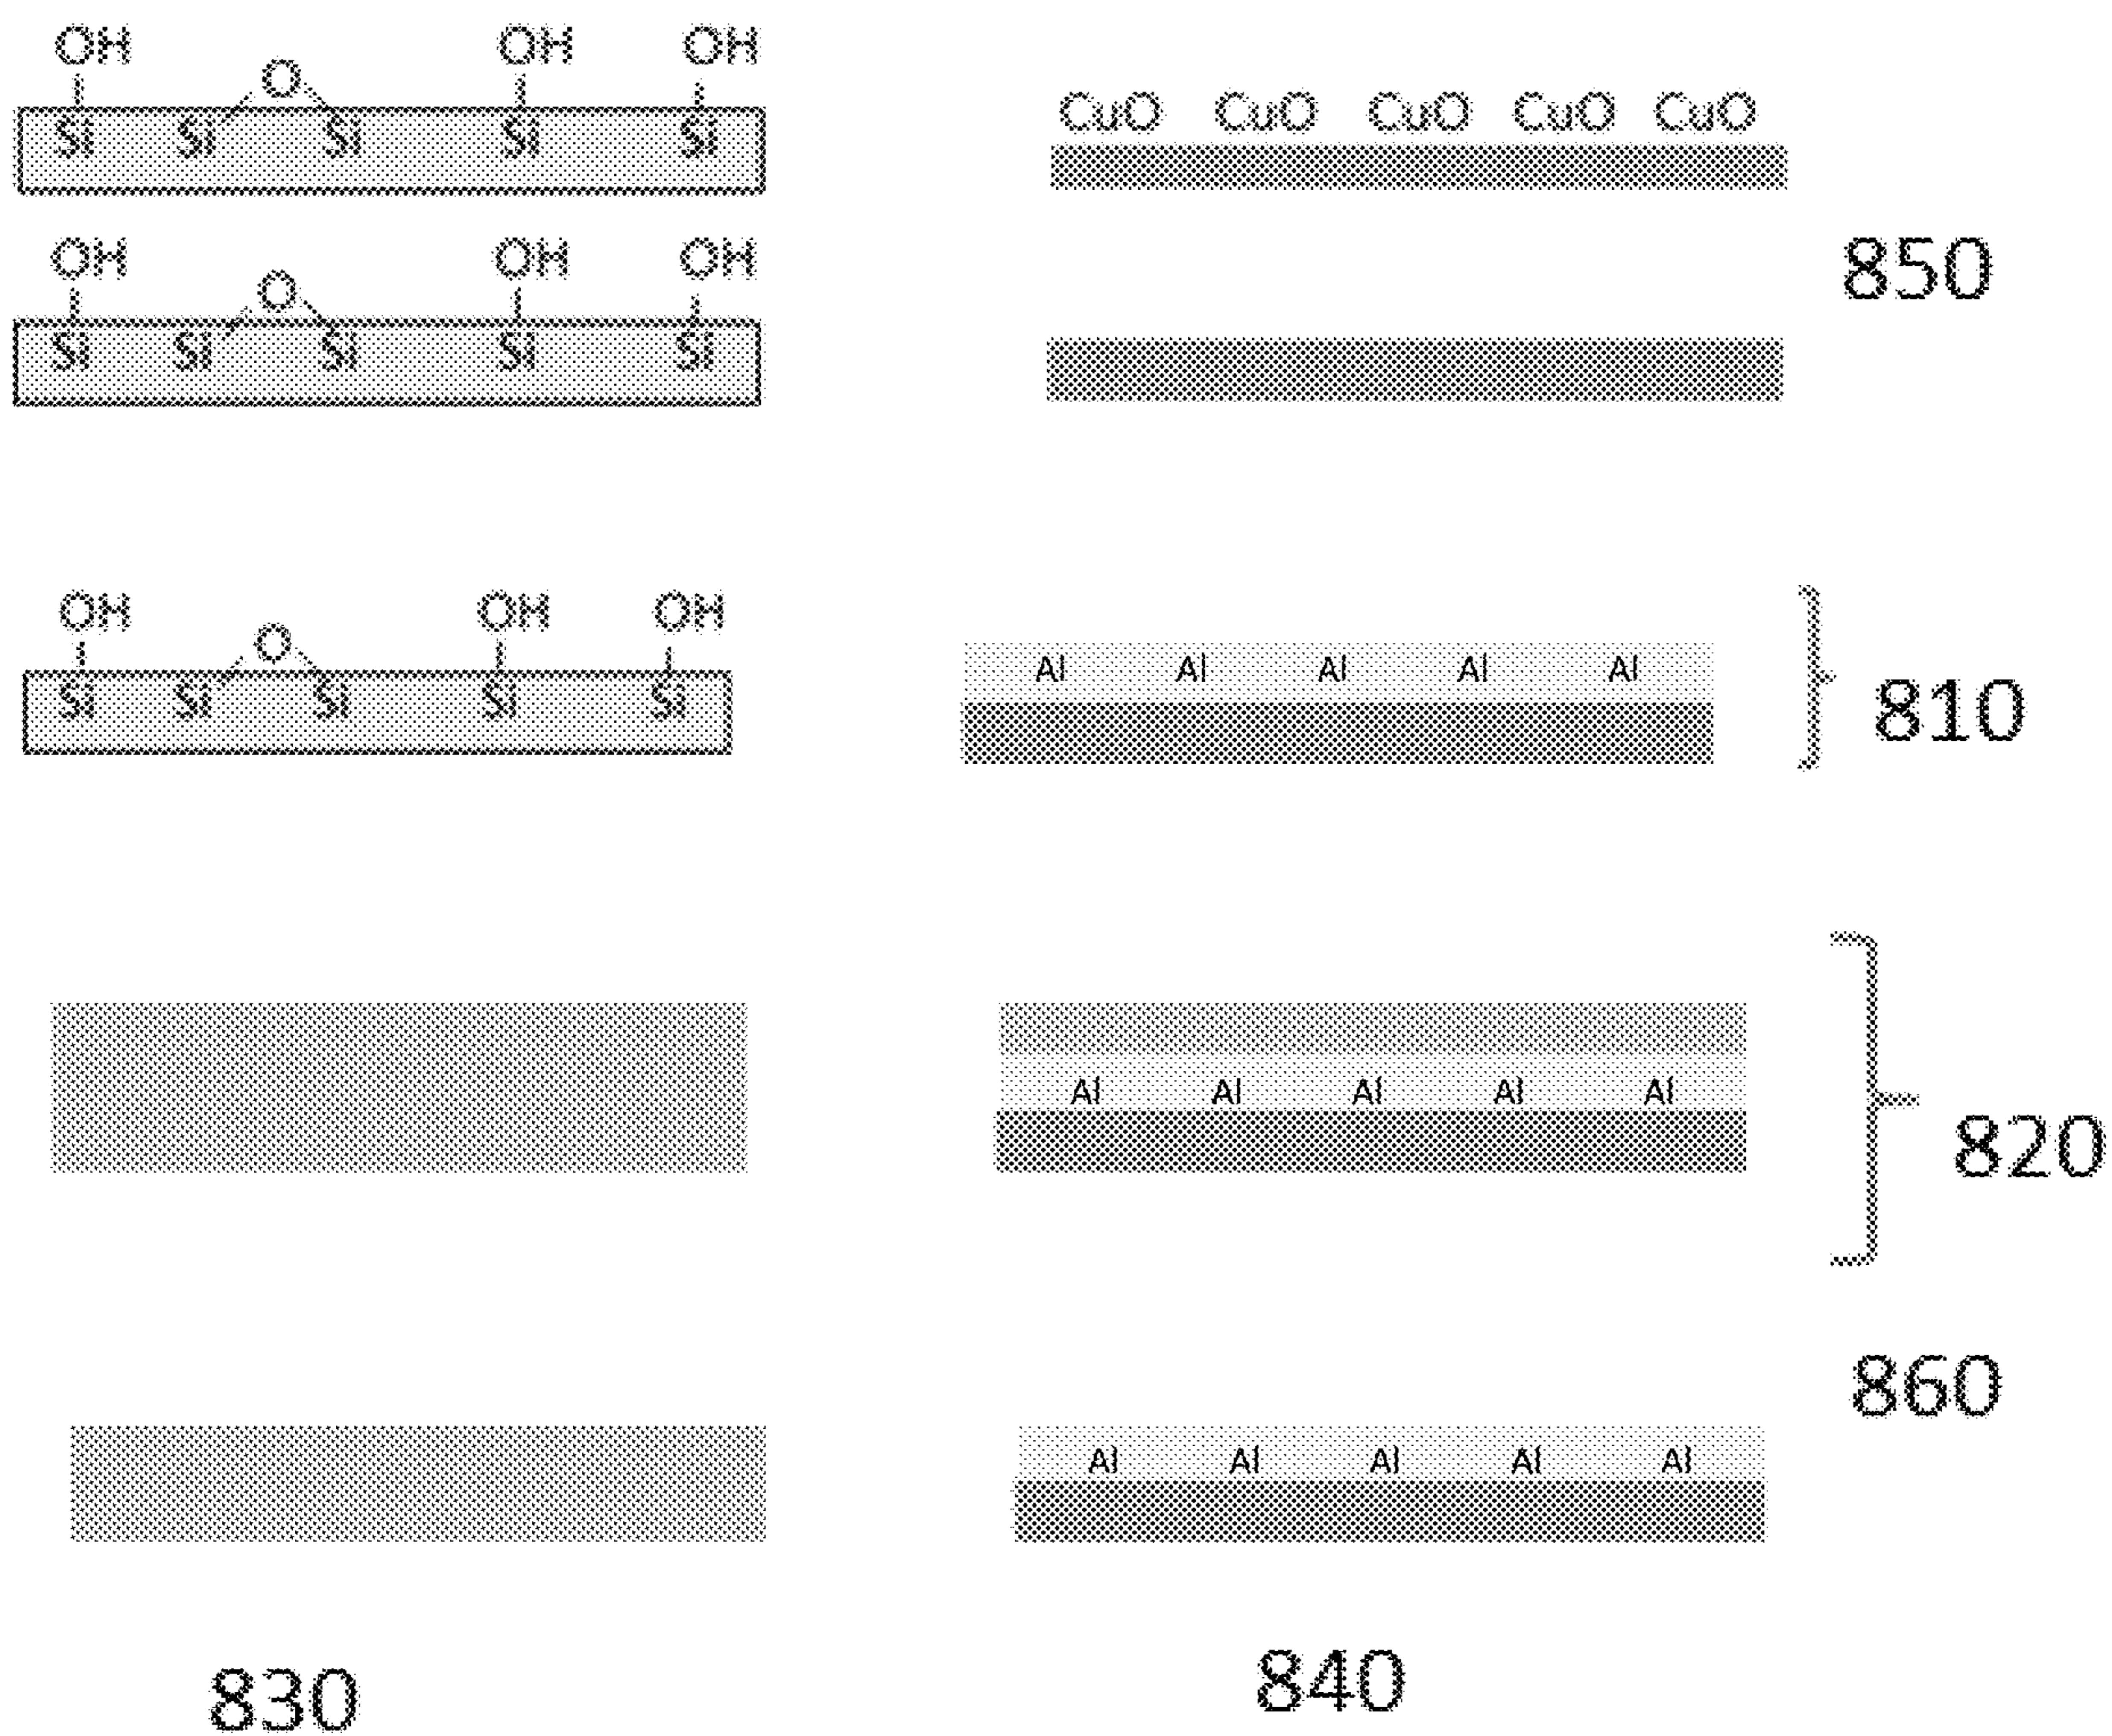 OH OH OH
O
CuO CuO CuO CuO CuO
Si Si Si Si Si
850
OH OH OH
O
Si Si Si Si Si
OH OH OH
O
Al Al Al Al Al
Si Si Si Si Si
810
Al Al Al Al Al
820
860
Al Al Al Al Al
830
840